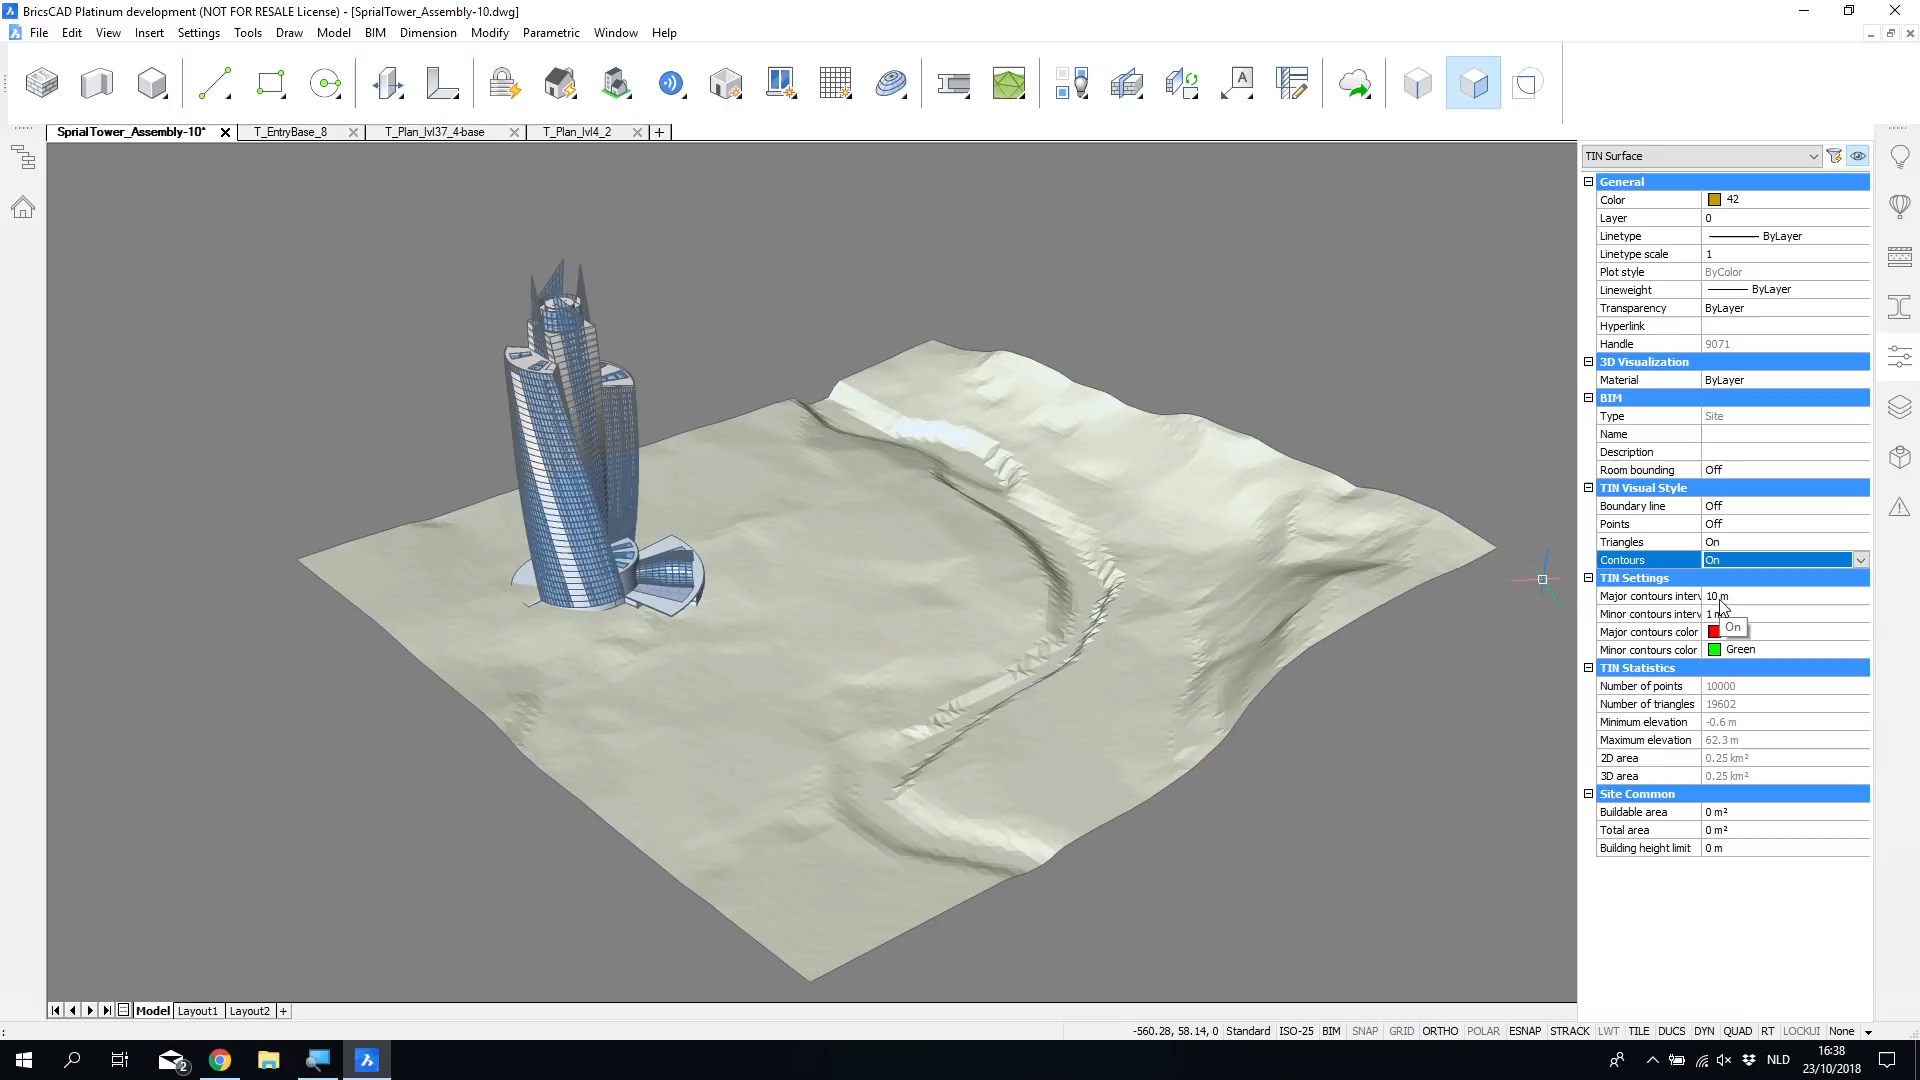 BricsCAD Platinum development (NOT FOR RESALE License) - [SprialTower_Assembly-10.dwg]
File Edit View Insert Settings Tools Draw Model BIM Dimension Modify Parametric Window Help
A
SprialTower_Assembly-10* T_EntryBase_8 T_Plan_lvl37_4-base T_Plan_lvl4_2 +
TIN Surface
General
Color 42
Layer 0
Linetype ByLayer
Linetype scale 1
Plot style ByColor
Lineweight ByLayer
Transparency ByLayer
Hyperlink
Handle 9071
3D Visualization
Material ByLayer
BIM
Type Site
Name
Description
Room bounding Off
TIN Visual Style
Boundary line Off
Points Off
Triangles On
Contours On
TIN Settings
Major contours interv 10 m
Minor contours interv 1 m
On
Major contours color
Minor contours color Green
TIN Statistics
Number of points 10000
Number of triangles 19602
Minimum elevation -0.6 m
Maximum elevation 62.3 m
2D area 0.25 km²
3D area 0.25 km²
Site Common
Buildable area 0 m²
Total area 0 m²
Building height limit 0 m
Model Layout1 Layout2 +
: -560.28, 58.14, 0 Standard ISO-25 BIM SNAP GRID ORTHO POLAR ESNAP STRACK LWT TILE DUCS DYN QUAD RT LOCKUI None
2 NLD 16:38
23/10/2018